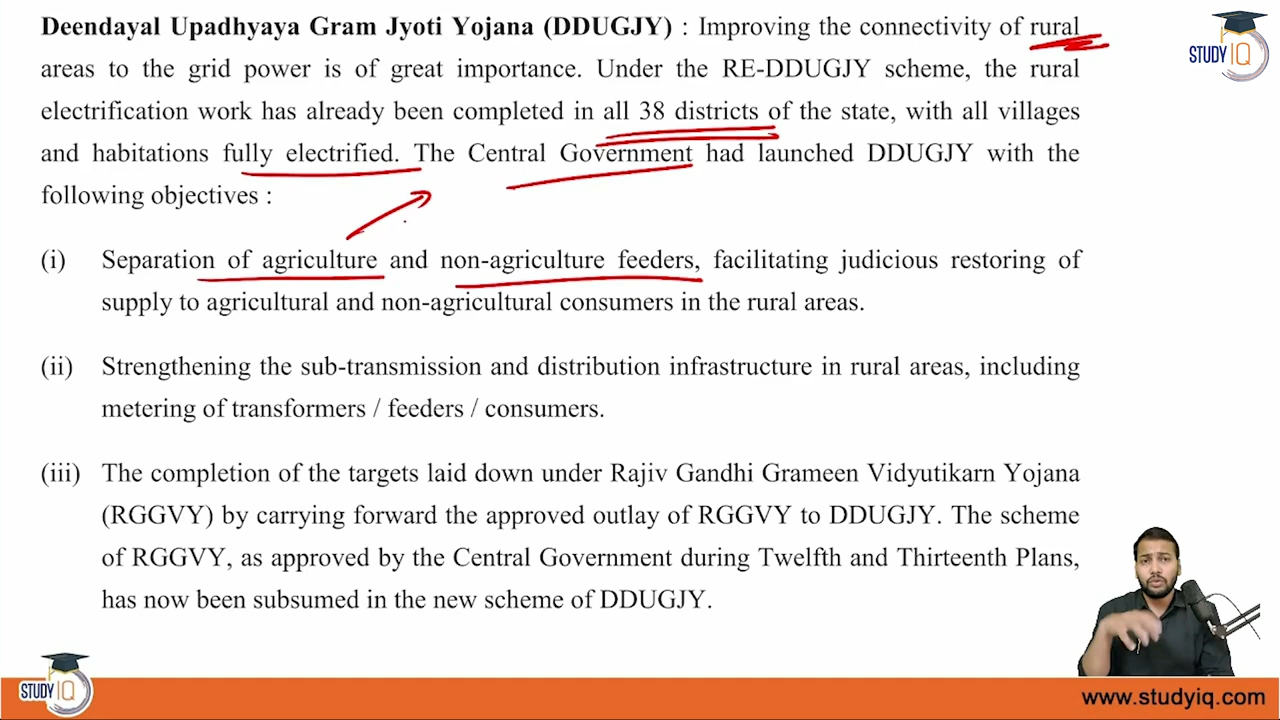 Deendayal Upadhyaya Gram Jyoti Yojana (DDUGJY) : Improving the connectivity of rural
areas to the grid power is of great importance. Under the RE-DDUGJY scheme, the rural
electrification work has already been completed in all 38 districts of the state, with all villages
and habitations fully electrified. The Central Government had launched DDUGJY with the
following objectives :
(i) Separation of agriculture and non-agriculture feeders, facilitating judicious restoring of
supply to agricultural and non-agricultural consumers in the rural areas.
(ii) Strengthening the sub-transmission and distribution infrastructure in rural areas, including
metering of transformers / feeders / consumers.
(iii) The completion of the targets laid down under Rajiv Gandhi Grameen Vidyutikarn Yojana
(RGGVY) by carrying forward the approved outlay of RGGVY to DDUGJY. The scheme
of RGGVY, as approved by the Central Government during Twelfth and Thirteenth Plans,
has now been subsumed in the new scheme of DDUGJY.
STUDY IQ
STUDY IQ
www.studyiq.com